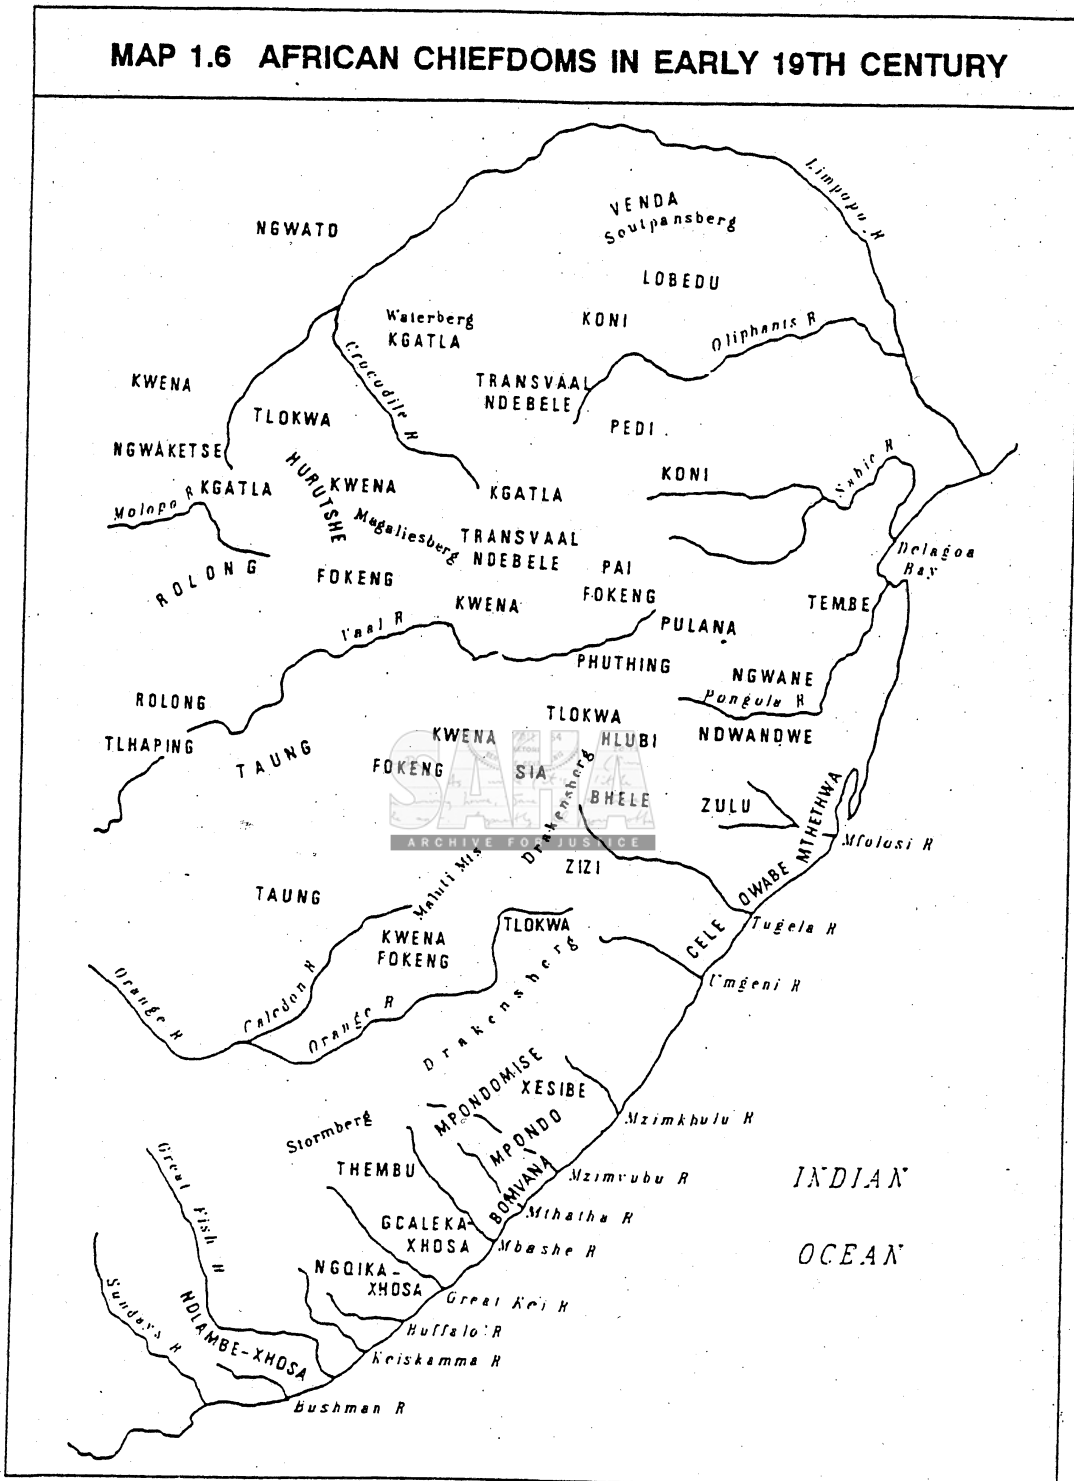 MAP 1.6 AFRICAN CHIEFDOMS IN EARLY 19TH CENTURY
Limpopo R
VENDA
Soutpansberg
NGWATO
LOBEDU
Waterberg
KGATLA
KONI
Oliphants R
Crocodile R
KWENA
TRANSVAAL
NDEBELE
TLOKWA
PEDI
NGWAKETSE
HURUTSHE
KONI
Sabie R
KGATLA
KWENA
KGATLA
Molopo R
Magaliesberg
TRANSVAAL
NDEBELE
Delagoa
Bay
ROLONG
FOKENG
PAI
FOKENG
KWENA
TEMBE
Vaal R
PULANA
PHUTHING
NGWANE
Pongola R
ROLONG
TLOKWA
TLHAPING
TAUNG
KWENA
HLUBI
NDWANDWE
FOKENG
SIA
Drakensberg
BHELE
ZULU
MTHETHWA
SAHA
ARCHIVE FOR JUSTICE
Mfolosi R
Maluti Mts
ZIZI
QWABE
TAUNG
TLOKWA
CELE
Tugela R
KWENA
FOKENG
Drakensberg
Orange R
Caledon R
Orange R
Umgeni R
MPONDOMISE
XESIBE
Stormberg
MPONDO
Mzimkhulu R
THEMBU
BOMVANA
Mzimvubu R
INDIAN
Great Fish R
GCALEKA-
XHOSA
Mthatha R
Mbashe R
OCEAN
NGQIKA-
XHOSA
Great Kei R
Sundays R
NDLAMBE-XHOSA
Buffalo R
Keiskamma R
Bushman R